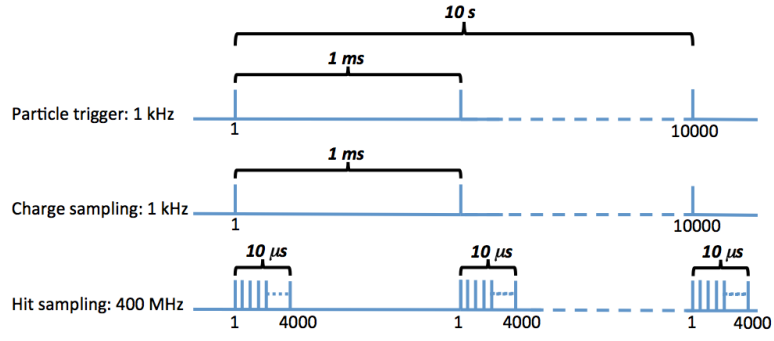 10 s
1 ms
Particle trigger: 1 kHz
1 10000
1 ms
Charge sampling: 1 kHz
1 10000
10 μs 10 μs 10 μs
Hit sampling: 400 MHz
1 4000 1 4000 1 4000